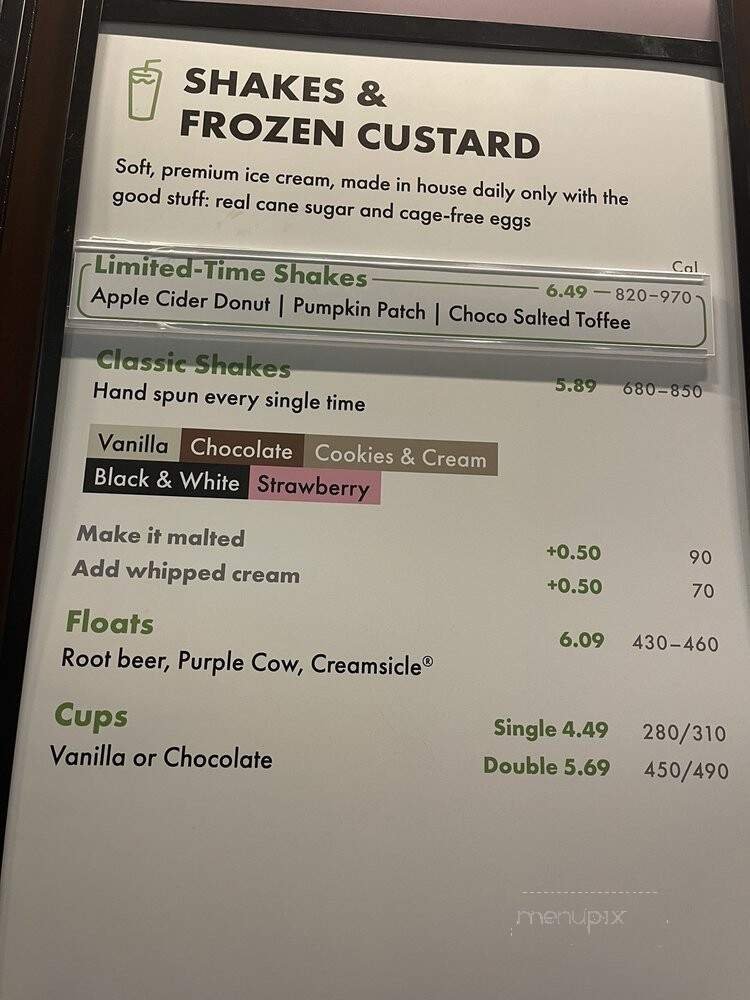 SHAKES &
FROZEN CUSTARD
Soft, premium ice cream, made in house daily only with the
good stuff: real cane sugar and cage-free eggs
Cal
Limited-Time Shakes 6.49 820-970
Apple Cider Donut | Pumpkin Patch | Choco Salted Toffee
Classic Shakes 5.89 680-850
Hand spun every single time
Vanilla Chocolate Cookies & Cream
Black & White Strawberry
Make it malted +0.50 90
Add whipped cream +0.50 70
Floats 6.09 430-460
Root beer, Purple Cow, Creamsicle®
Cups Single 4.49 280/310
Vanilla or Chocolate Double 5.69 450/490
menupix